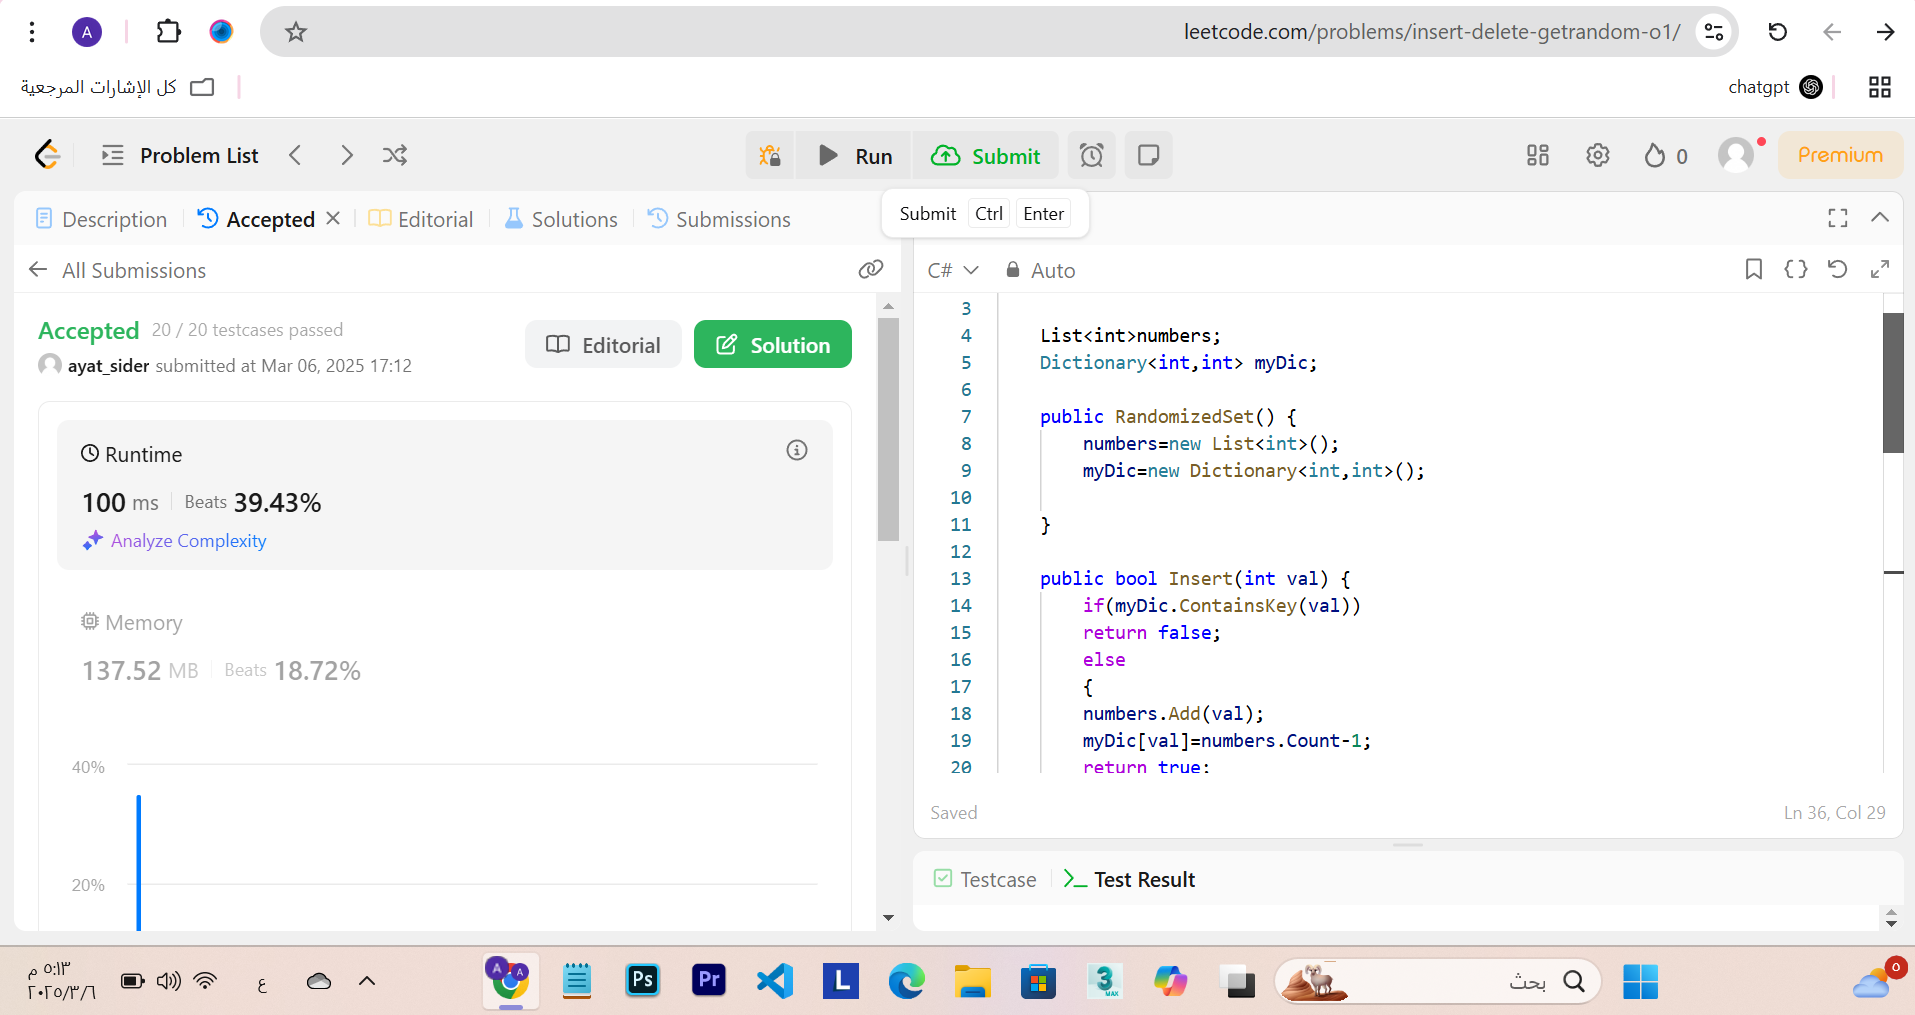 A
leetcode.com/problems/insert-delete-getrandom-o1/
كل الإشارات المرجعية
chatgpt
Problem List
Run
Submit
0
Premium
Description
Accepted
Editorial
Solutions
Submissions
Submit Ctrl Enter
All Submissions
Accepted 20 / 20 testcases passed
ayat_sider submitted at Mar 06, 2025 17:12
Editorial
Solution
Runtime
100 ms Beats 39.43%
Analyze Complexity
Memory
137.52 MB Beats 18.72%
40%
20%
C# Auto
3
4 List<int>numbers;
5 Dictionary<int,int> myDic;
6
7 public RandomizedSet() {
8 numbers=new List<int>();
9 myDic=new Dictionary<int,int>();
10
11 }
12
13 public bool Insert(int val) {
14 if(myDic.ContainsKey(val))
15 return false;
16 else
17 {
18 numbers.Add(val);
19 myDic[val]=numbers.Count-1;
20 return true;
Saved
Ln 36, Col 29
Testcase
Test Result
٥:١٣ م
٢٠٢٥/٣/٦
ع
A A
Ps
Pr
L
3
MAX
بحث
٥